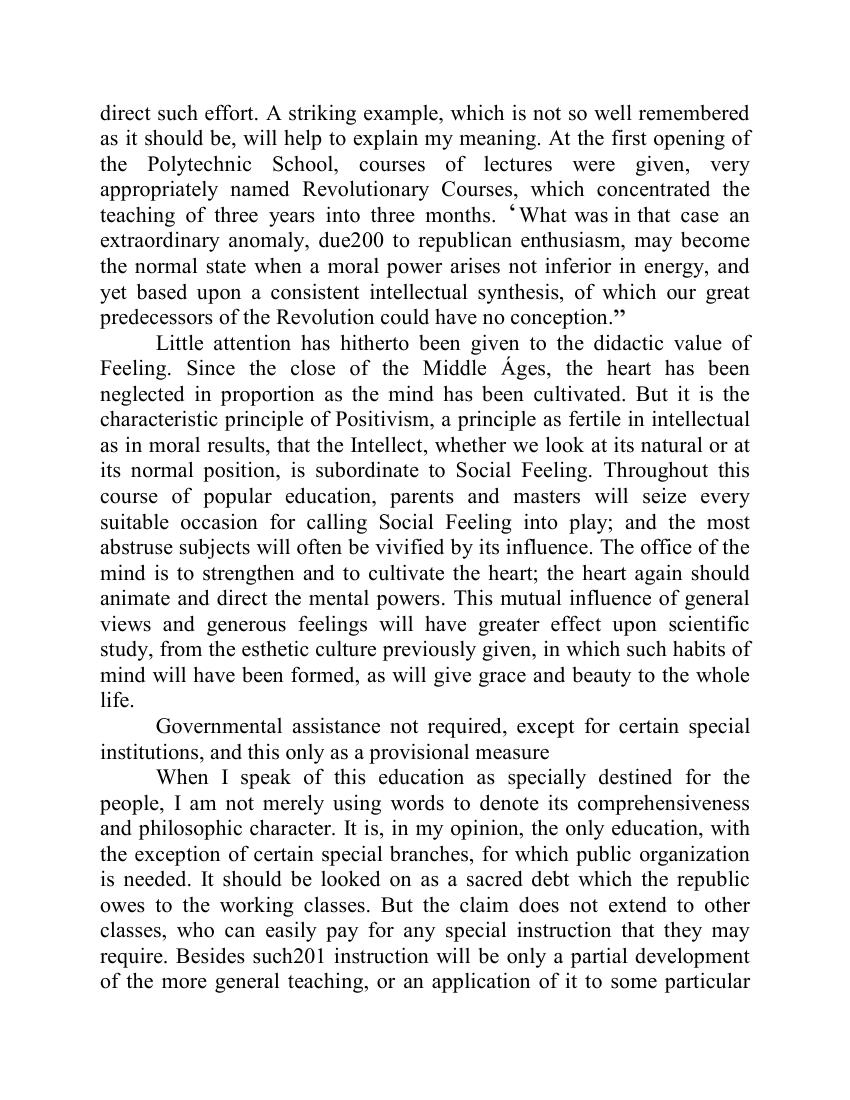 direct such effort. A striking example, which is not so well remembered
as it should be, will help to explain my meaning. At the first opening of
the Polytechnic School, courses of lectures were given, very
appropriately named Revolutionary Courses, which concentrated the
teaching of three years into three months. ‘What was in that case an
extraordinary anomaly, due200 to republican enthusiasm, may become
the normal state when a moral power arises not inferior in energy, and
yet based upon a consistent intellectual synthesis, of which our great
predecessors of the Revolution could have no conception.”
Little attention has hitherto been given to the didactic value of
Feeling. Since the close of the Middle Áges, the heart has been
neglected in proportion as the mind has been cultivated. But it is the
characteristic principle of Positivism, a principle as fertile in intellectual
as in moral results, that the Intellect, whether we look at its natural or at
its normal position, is subordinate to Social Feeling. Throughout this
course of popular education, parents and masters will seize every
suitable occasion for calling Social Feeling into play; and the most
abstruse subjects will often be vivified by its influence. The office of the
mind is to strengthen and to cultivate the heart; the heart again should
animate and direct the mental powers. This mutual influence of general
views and generous feelings will have greater effect upon scientific
study, from the esthetic culture previously given, in which such habits of
mind will have been formed, as will give grace and beauty to the whole
life.
Governmental assistance not required, except for certain special
institutions, and this only as a provisional measure
When I speak of this education as specially destined for the
people, I am not merely using words to denote its comprehensiveness
and philosophic character. It is, in my opinion, the only education, with
the exception of certain special branches, for which public organization
is needed. It should be looked on as a sacred debt which the republic
owes to the working classes. But the claim does not extend to other
classes, who can easily pay for any special instruction that they may
require. Besides such201 instruction will be only a partial development
of the more general teaching, or an application of it to some particular